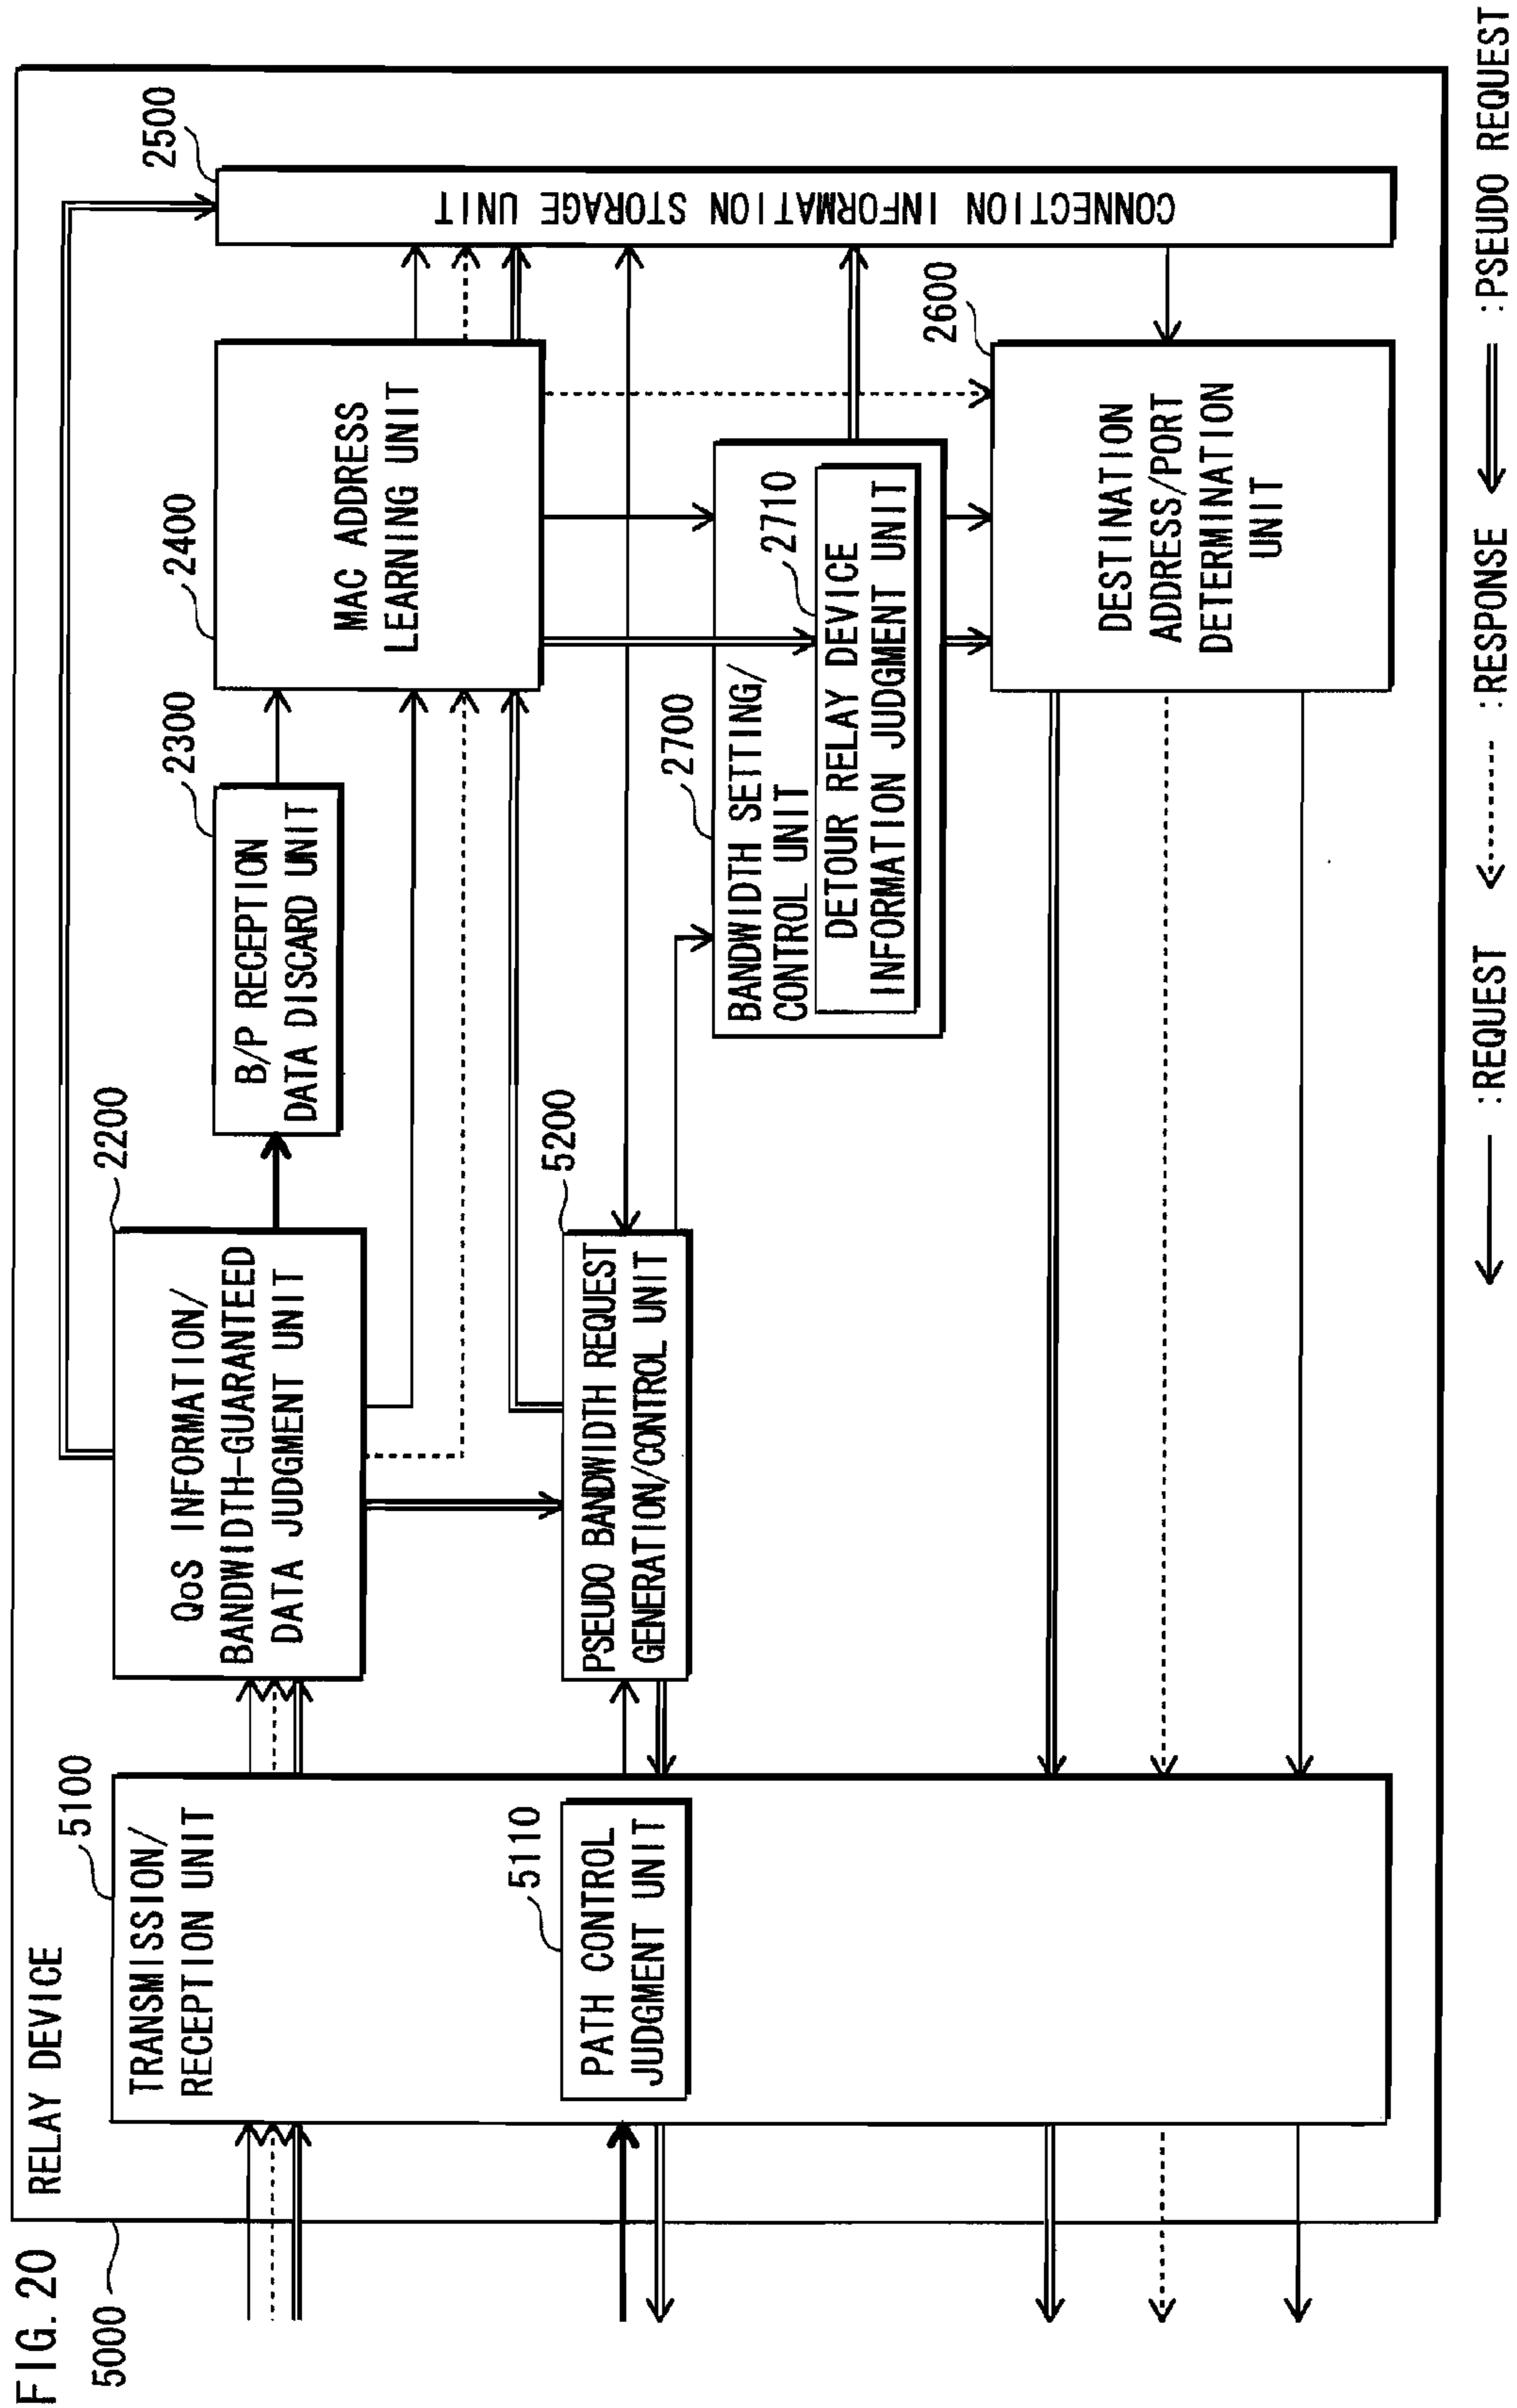 FIG. 20
5000
RELAY DEVICE
5100
TRANSMISSION/
RECEPTION UNIT
5110
PATH CONTROL
JUDGMENT UNIT
2200
QoS INFORMATION/
BANDWIDTH-GUARANTEED
DATA JUDGMENT UNIT
5200
PSEUDO BANDWIDTH REQUEST
GENERATION/CONTROL UNIT
2300
B/P RECEPTION
DATA DISCARD UNIT
2400
MAC ADDRESS
LEARNING UNIT
2700
BANDWIDTH SETTING/
CONTROL UNIT
2710
DETOUR RELAY DEVICE
INFORMATION JUDGMENT UNIT
2500
CONNECTION INFORMATION STORAGE UNIT
2600
DESTINATION
ADDRESS/PORT
DETERMINATION
UNIT
:REQUEST
:RESPONSE
:PSEUDO REQUEST